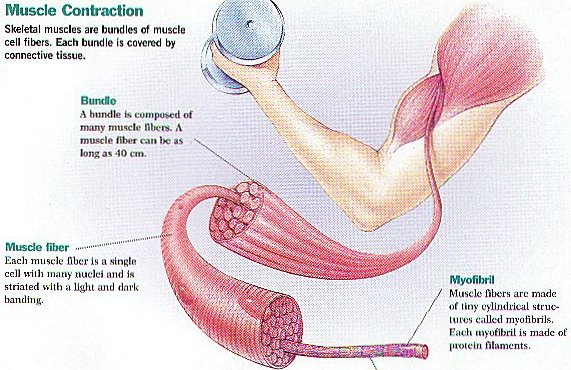 Muscle Contraction
Skeletal muscles are bundles of muscle
cell fibers. Each bundle is covered by
connective tissue.
Bundle
A bundle is composed of
many muscle fibers. A
muscle fiber can be as
long as 40 cm.
Muscle fiber
Each muscle fiber is a single
cell with many nuclei and is
striated with a light and dark
banding.
Myofibril
Muscle fibers are made
of tiny cylindrical struc-
tures called myofibrils.
Each myofibril is made of
protein filaments.